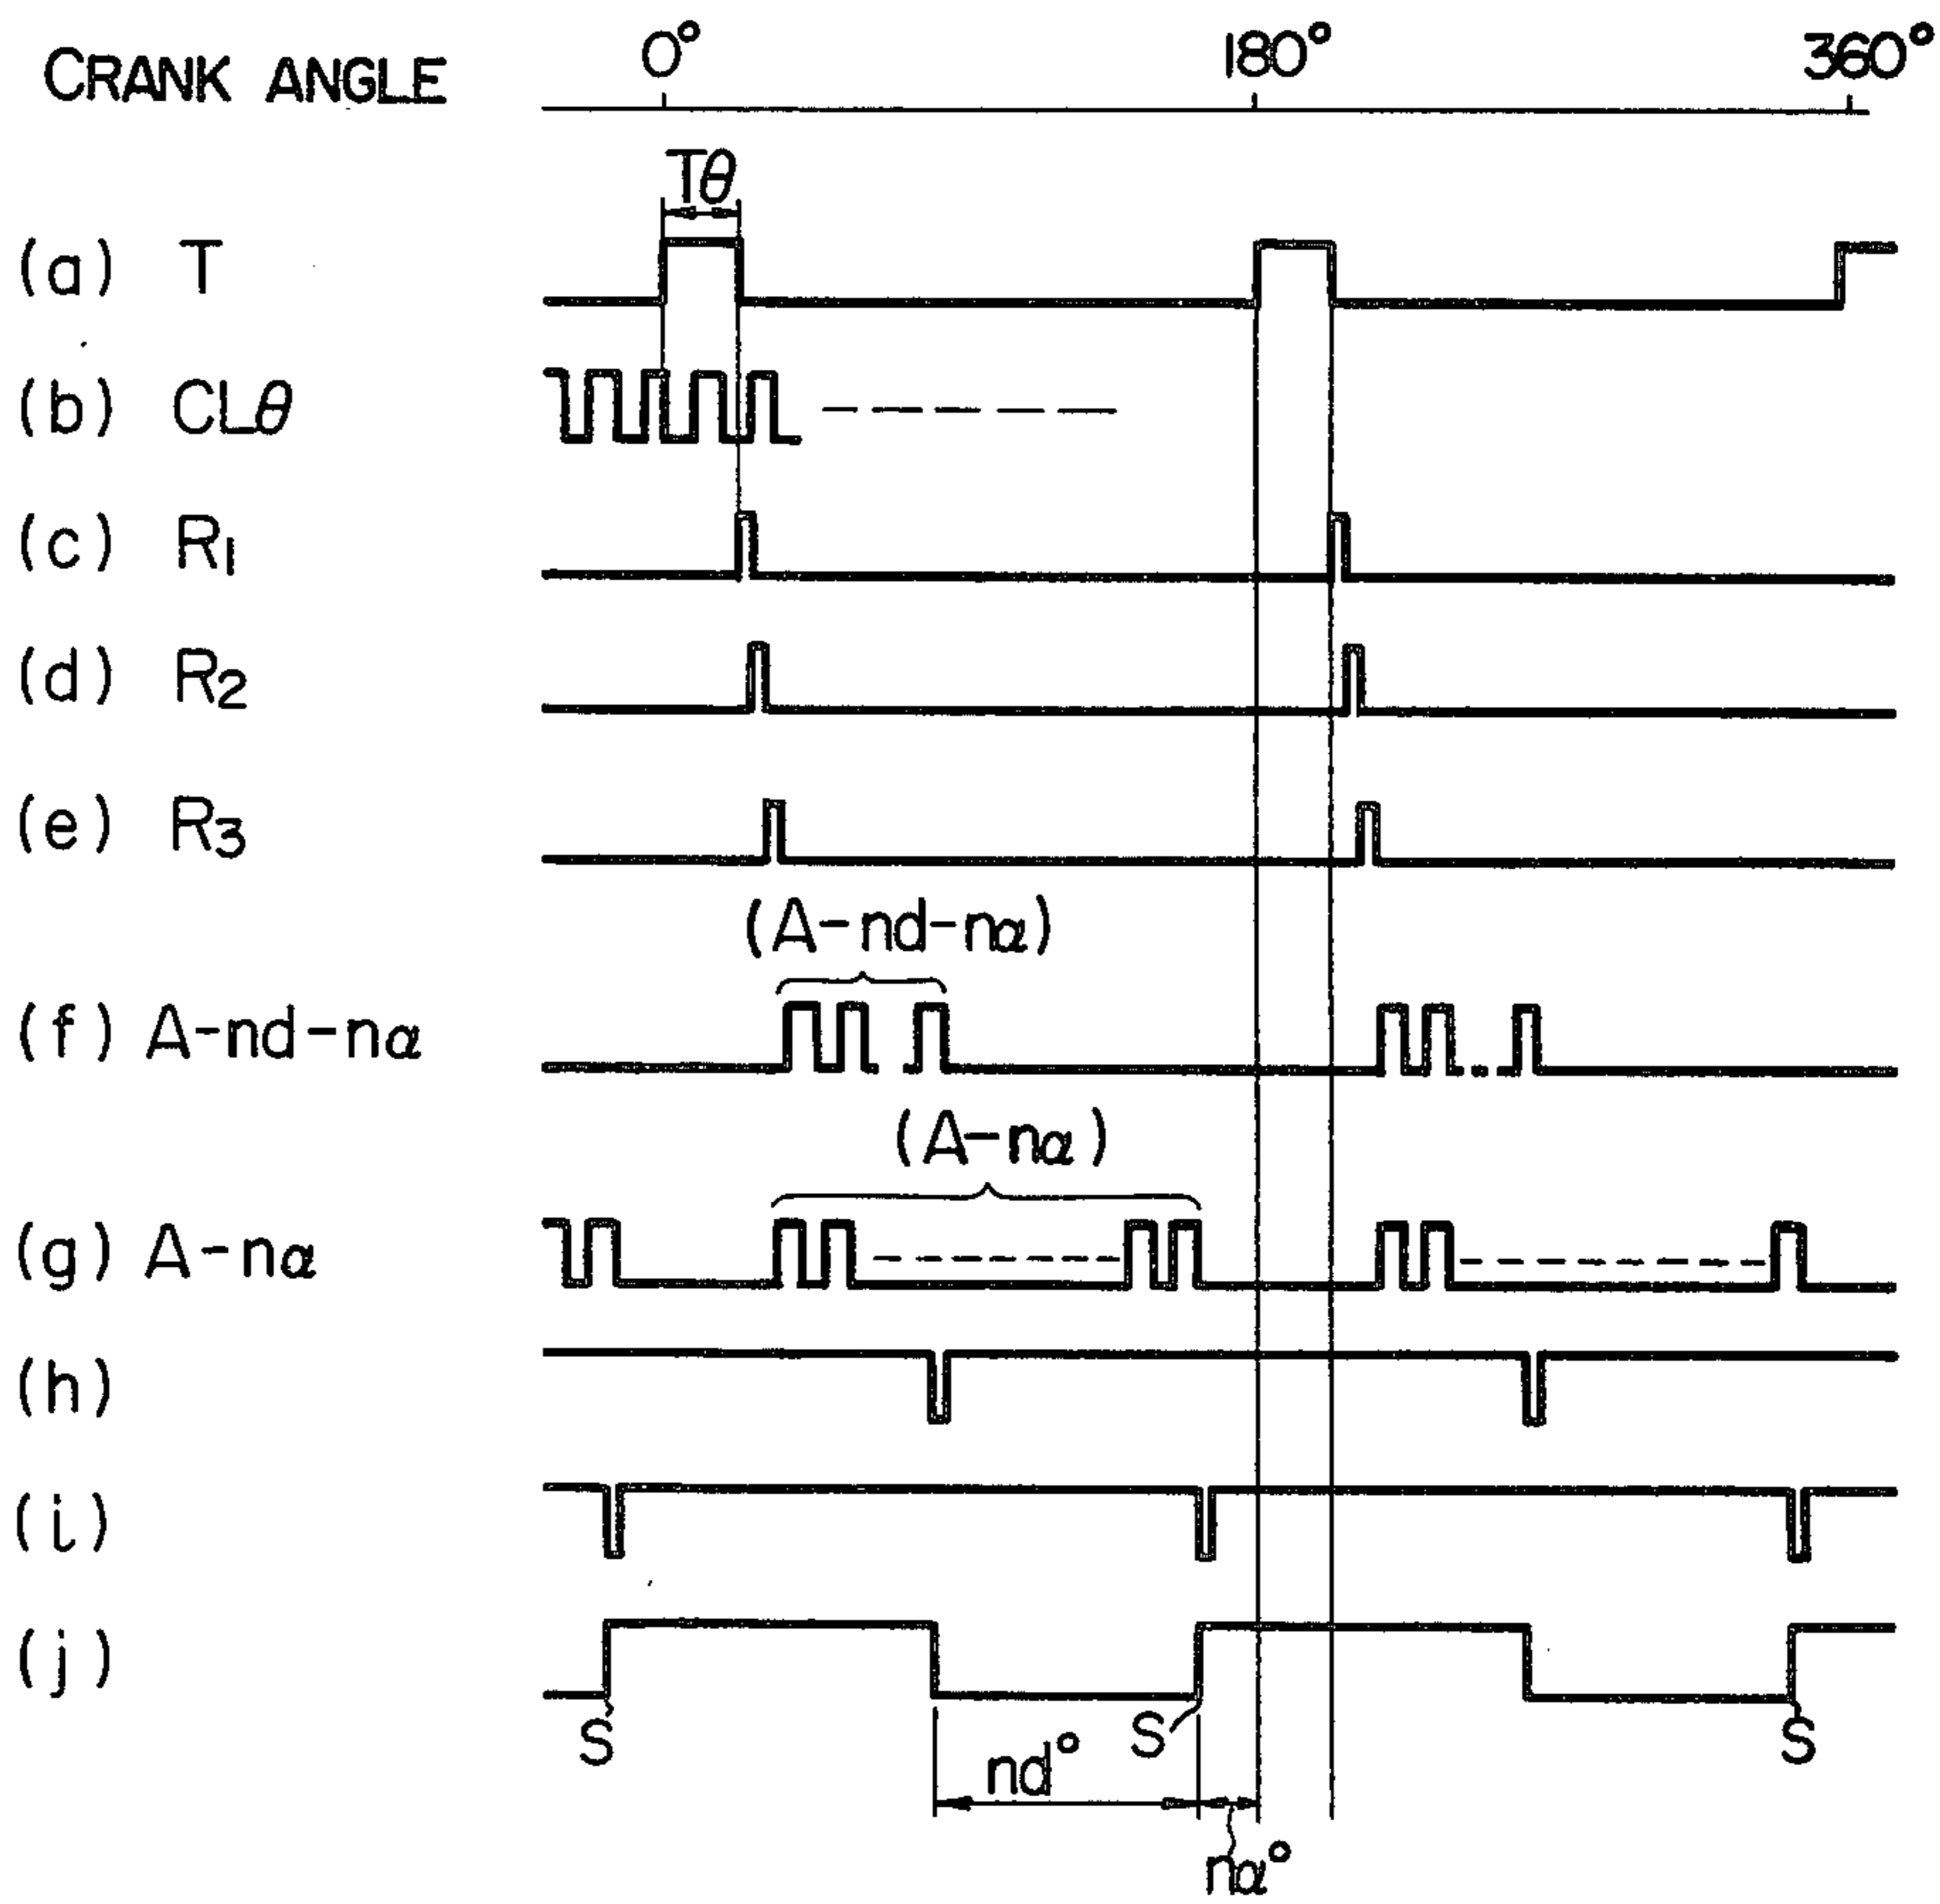 CRANK ANGLE 0° 180° 360°
Tθ
(a) T
(b) CLθ
(c) R1
(d) R2
(e) R3
(A-nd-nα)
(f) A-nd-nα
(A-nα)
(g) A-nα
(h)
(i)
(j)
S S S
nd°
nα°